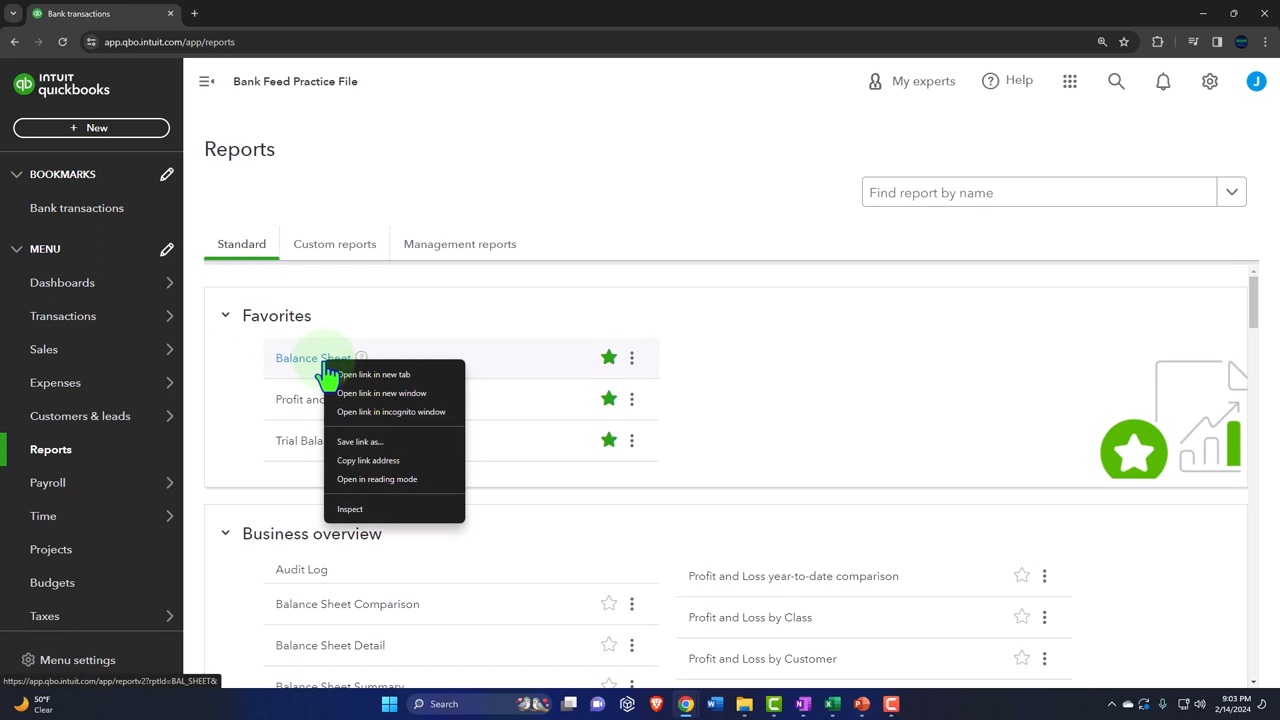 Bank transactions
app.qbo.intuit.com/app/reports
INTUIT
quickbooks
Bank Feed Practice File
My experts
Help
J
+ New
BOOKMARKS
Bank transactions
MENU
Dashboards
Transactions
Sales
Expenses
Customers & leads
Reports
Payroll
Time
Projects
Budgets
Taxes
Menu settings
Reports
Find report by name
Standard
Custom reports
Management reports
Favorites
Balance Sheet
Profit and
Trial Bala
Open link in new tab
Open link in new window
Open link in incognito window
Save link as...
Copy link address
Open in reading mode
Inspect
Business overview
Audit Log
Balance Sheet Comparison
Balance Sheet Detail
Balance Sheet Summary
Profit and Loss year-to-date comparison
Profit and Loss by Class
Profit and Loss by Customer
https://app.qbo.intuit.com/app/reportv2?rptId=BAL_SHEET&
50°F
Clear
Search
9:03 PM
2/14/2024